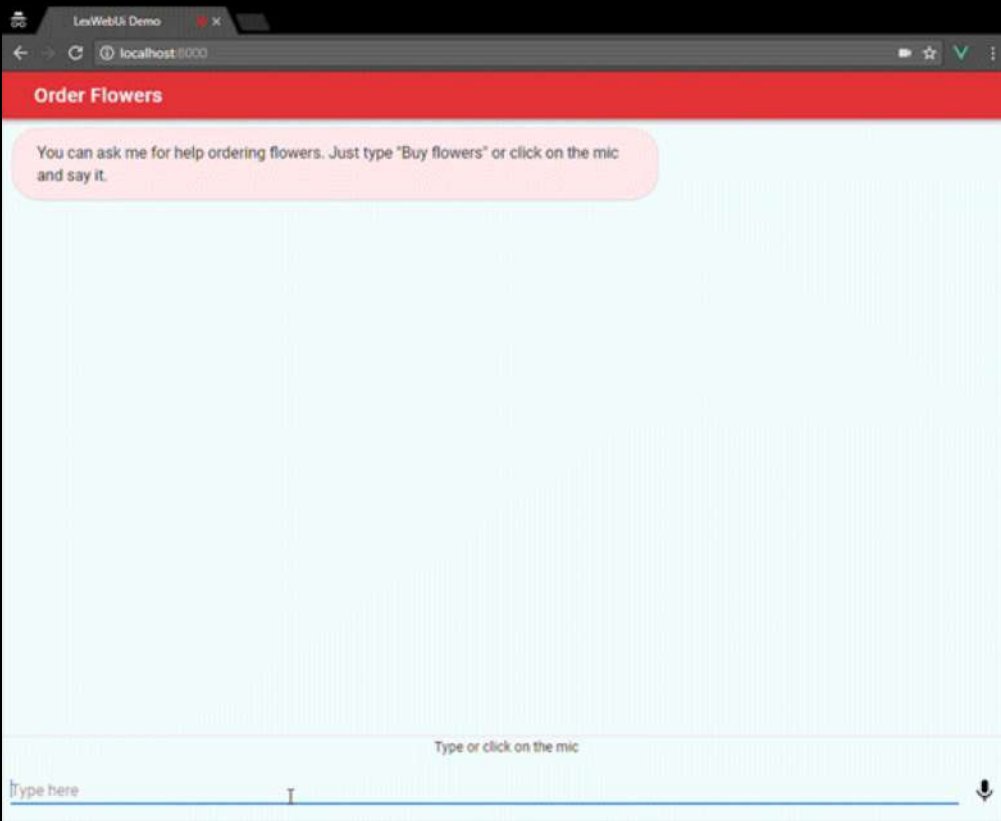 LexWebUi Demo
localhost:8000
Order Flowers
You can ask me for help ordering flowers. Just type "Buy flowers" or click on the mic
and say it.
Type or click on the mic
Type here